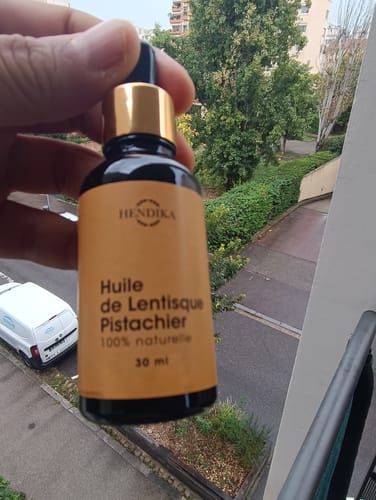 HENDIKA
Huile
de Lentisque
Pistachier
100% naturelle
30 ml